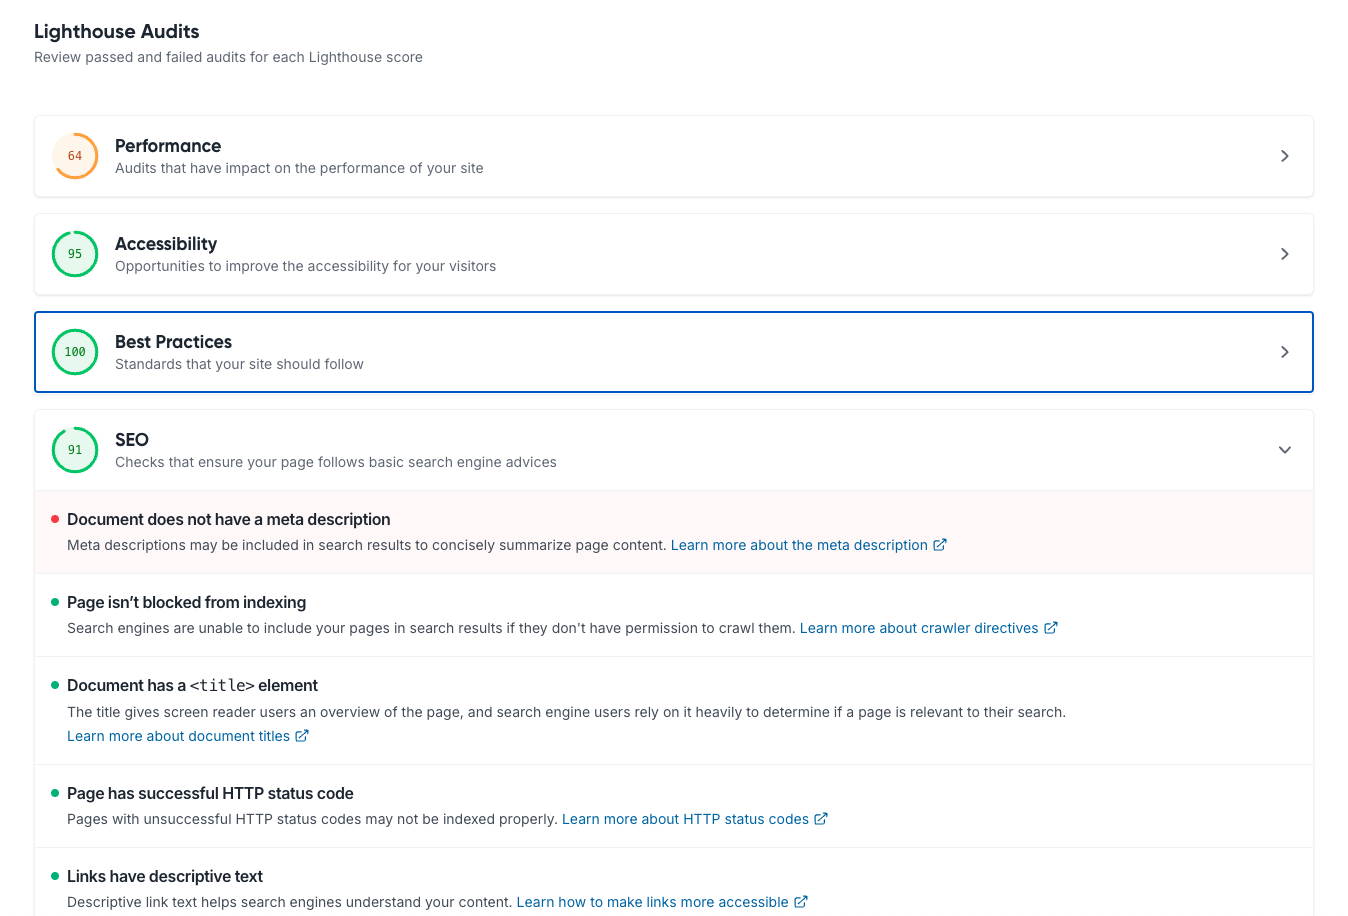 Lighthouse Audits
Review passed and failed audits for each Lighthouse score
64
Performance
Audits that have impact on the performance of your site
95
Accessibility
Opportunities to improve the accessibility for your visitors
100
Best Practices
Standards that your site should follow
91
SEO
Checks that ensure your page follows basic search engine advices
Document does not have a meta description
Meta descriptions may be included in search results to concisely summarize page content. Learn more about the meta description
Page isn’t blocked from indexing
Search engines are unable to include your pages in search results if they don't have permission to crawl them. Learn more about crawler directives
Document has a <title> element
The title gives screen reader users an overview of the page, and search engine users rely on it heavily to determine if a page is relevant to their search.
Learn more about document titles
Page has successful HTTP status code
Pages with unsuccessful HTTP status codes may not be indexed properly. Learn more about HTTP status codes
Links have descriptive text
Descriptive link text helps search engines understand your content. Learn how to make links more accessible